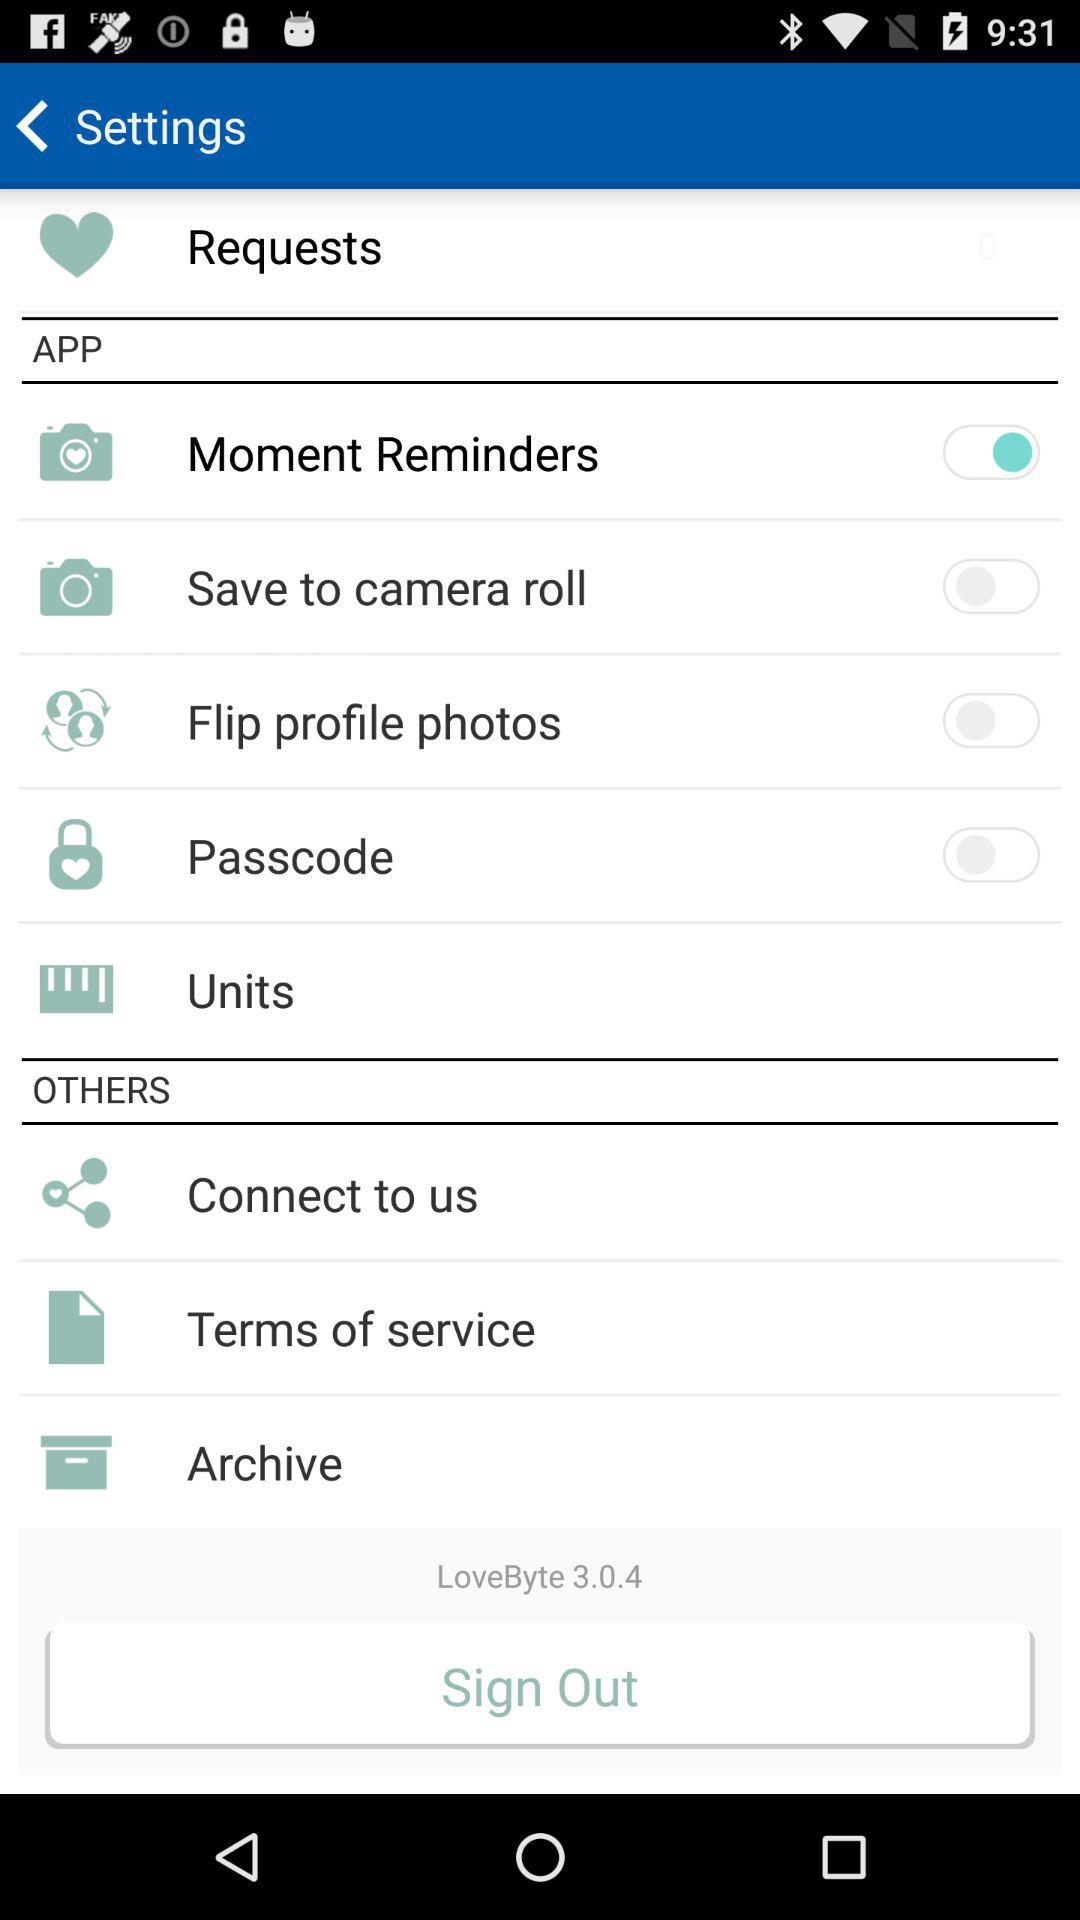 FAKE
9:31
Settings
Requests 0
APP
Moment Reminders
Save to camera roll
Flip profile photos
Passcode
Units
OTHERS
Connect to us
Terms of service
Archive
LoveByte 3.0.4
Sign Out